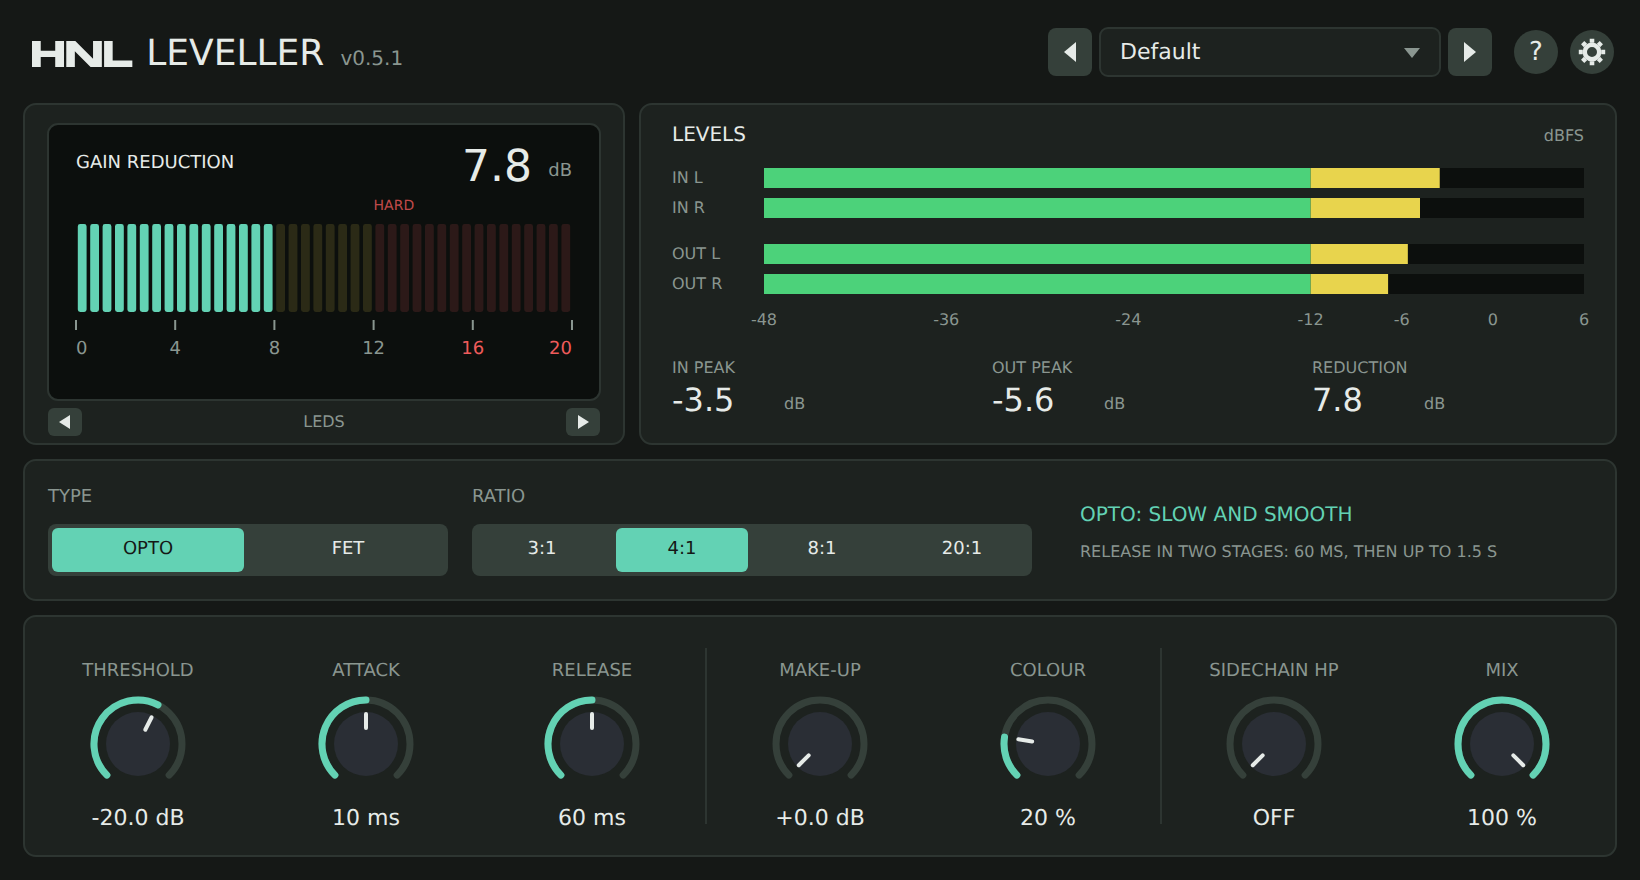 HNL LEVELLER v0.5.1
Default
?
GAIN REDUCTION 7.8 dB
HARD
0 4 8 12 16 20
LEDS
LEVELS dBFS
IN L
IN R
OUT L
OUT R
-48 -36 -24 -12 -6 0 6
IN PEAK OUT PEAK REDUCTION
-3.5 dB -5.6 dB 7.8 dB
TYPE RATIO
OPTO FET 3:1 4:1 8:1 20:1
OPTO: SLOW AND SMOOTH
RELEASE IN TWO STAGES: 60 MS, THEN UP TO 1.5 S
THRESHOLD ATTACK RELEASE MAKE-UP COLOUR SIDECHAIN HP MIX
-20.0 dB 10 ms 60 ms +0.0 dB 20 % OFF 100 %